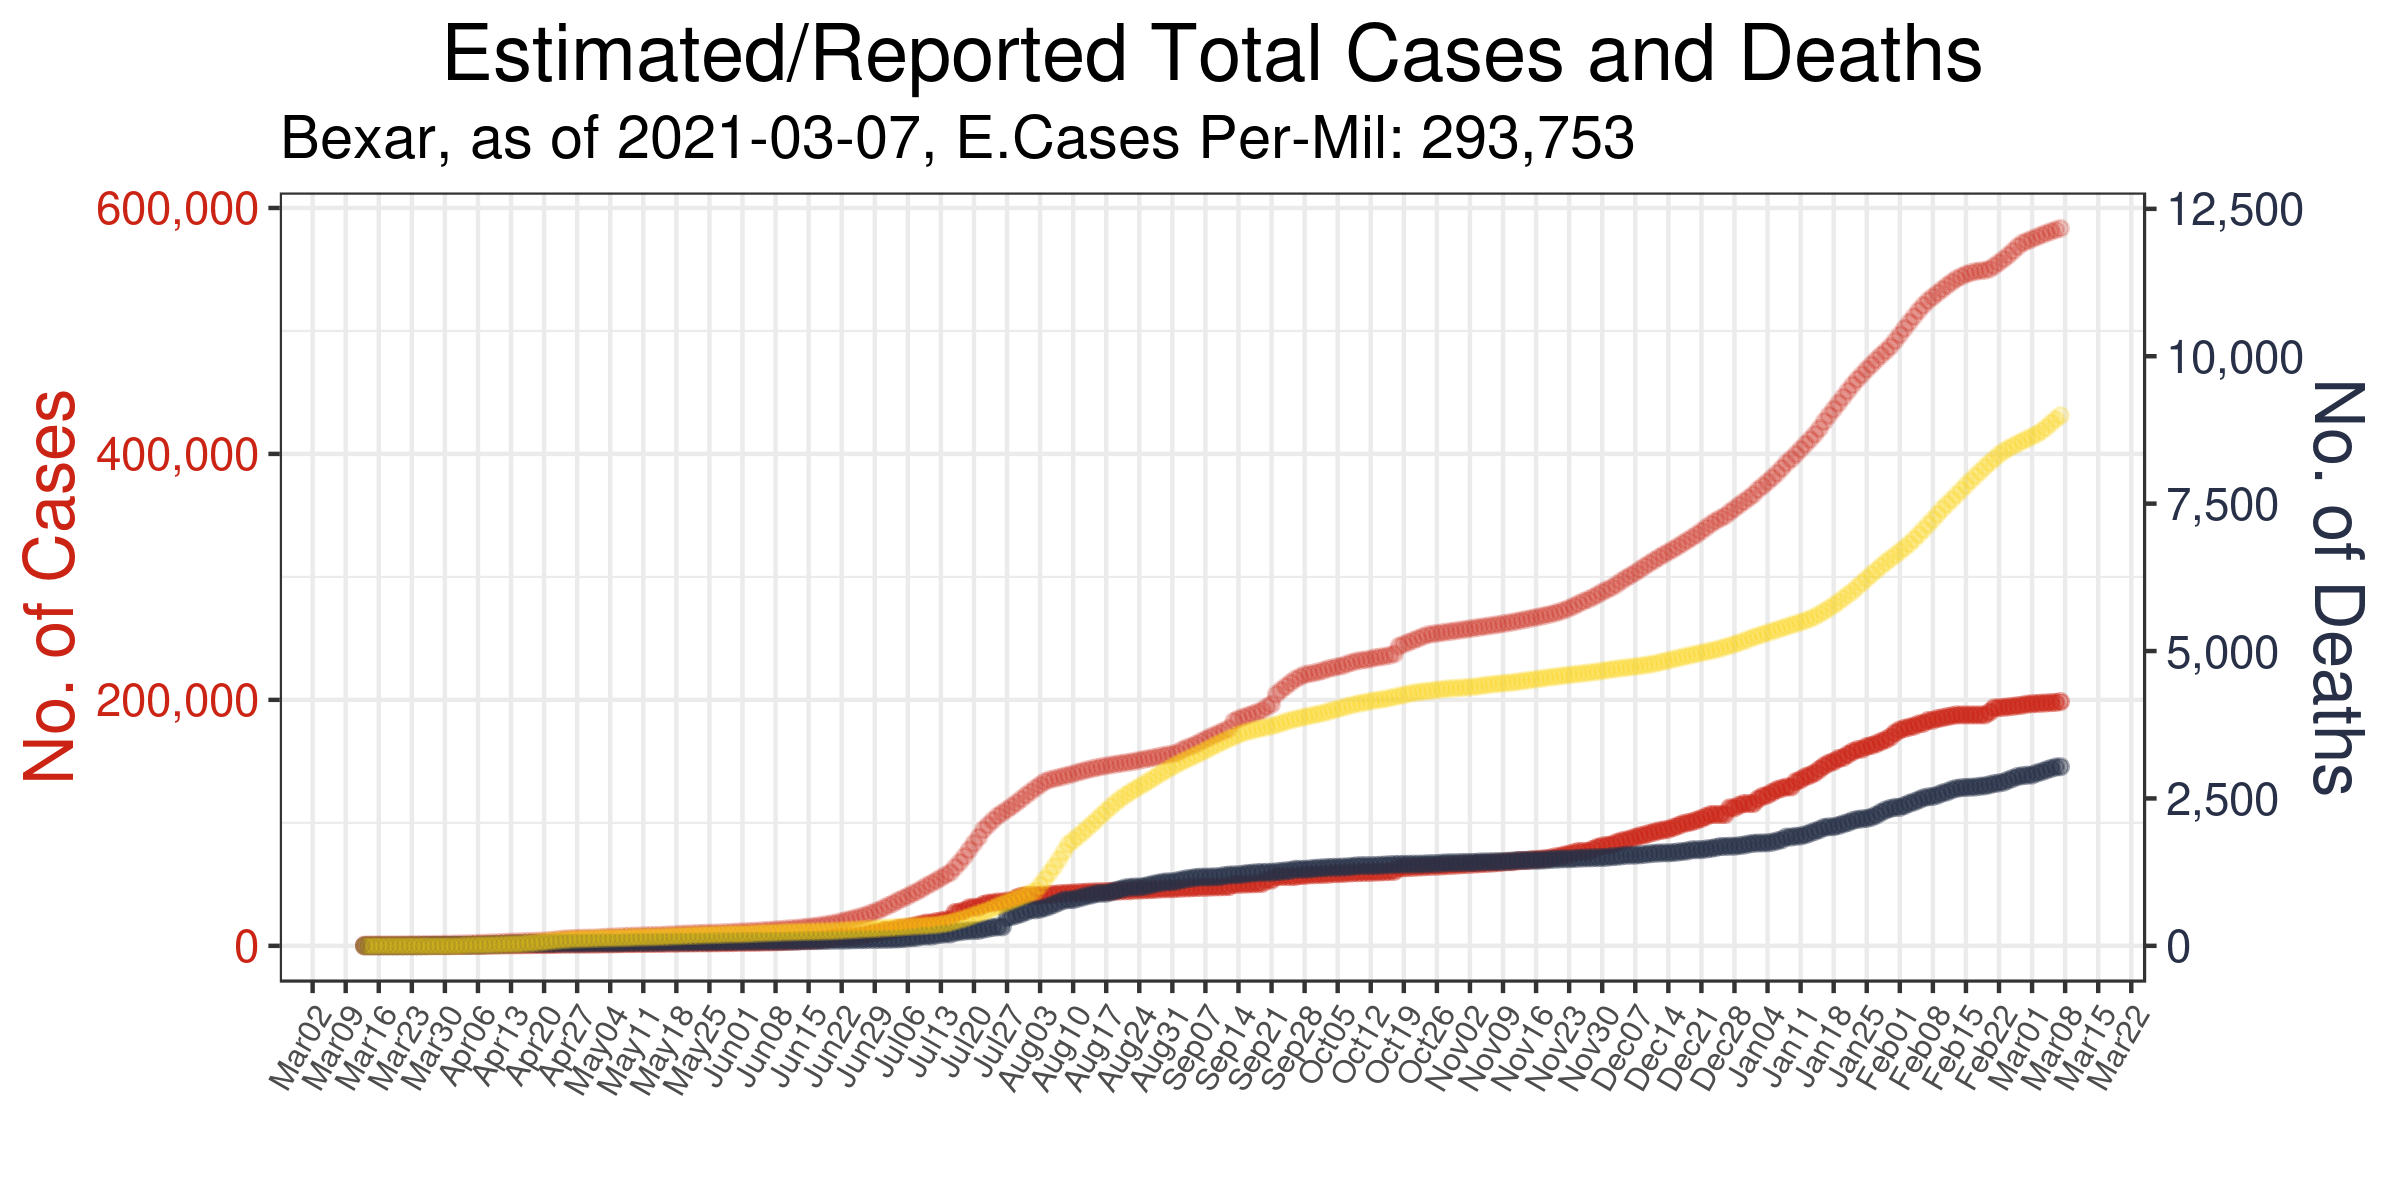 Estimated/Reported Total Cases and Deaths
Bexar, as of 2021-03-07, E.Cases Per-Mil: 293,753
No. of Cases
600,000
400,000
200,000
0
12,500
10,000
7,500
5,000
2,500
0
No. of Deaths
Mar02
Mar09
Mar16
Mar23
Mar30
Apr06
Apr13
Apr20
Apr27
May04
May11
May18
May25
Jun01
Jun08
Jun15
Jun22
Jun29
Jul06
Jul13
Jul20
Jul27
Aug03
Aug10
Aug17
Aug24
Aug31
Sep07
Sep14
Sep21
Sep28
Oct05
Oct12
Oct19
Oct26
Nov02
Nov09
Nov16
Nov23
Nov30
Dec07
Dec14
Dec21
Dec28
Jan04
Jan11
Jan18
Jan25
Feb01
Feb08
Feb15
Feb22
Mar01
Mar08
Mar15
Mar22